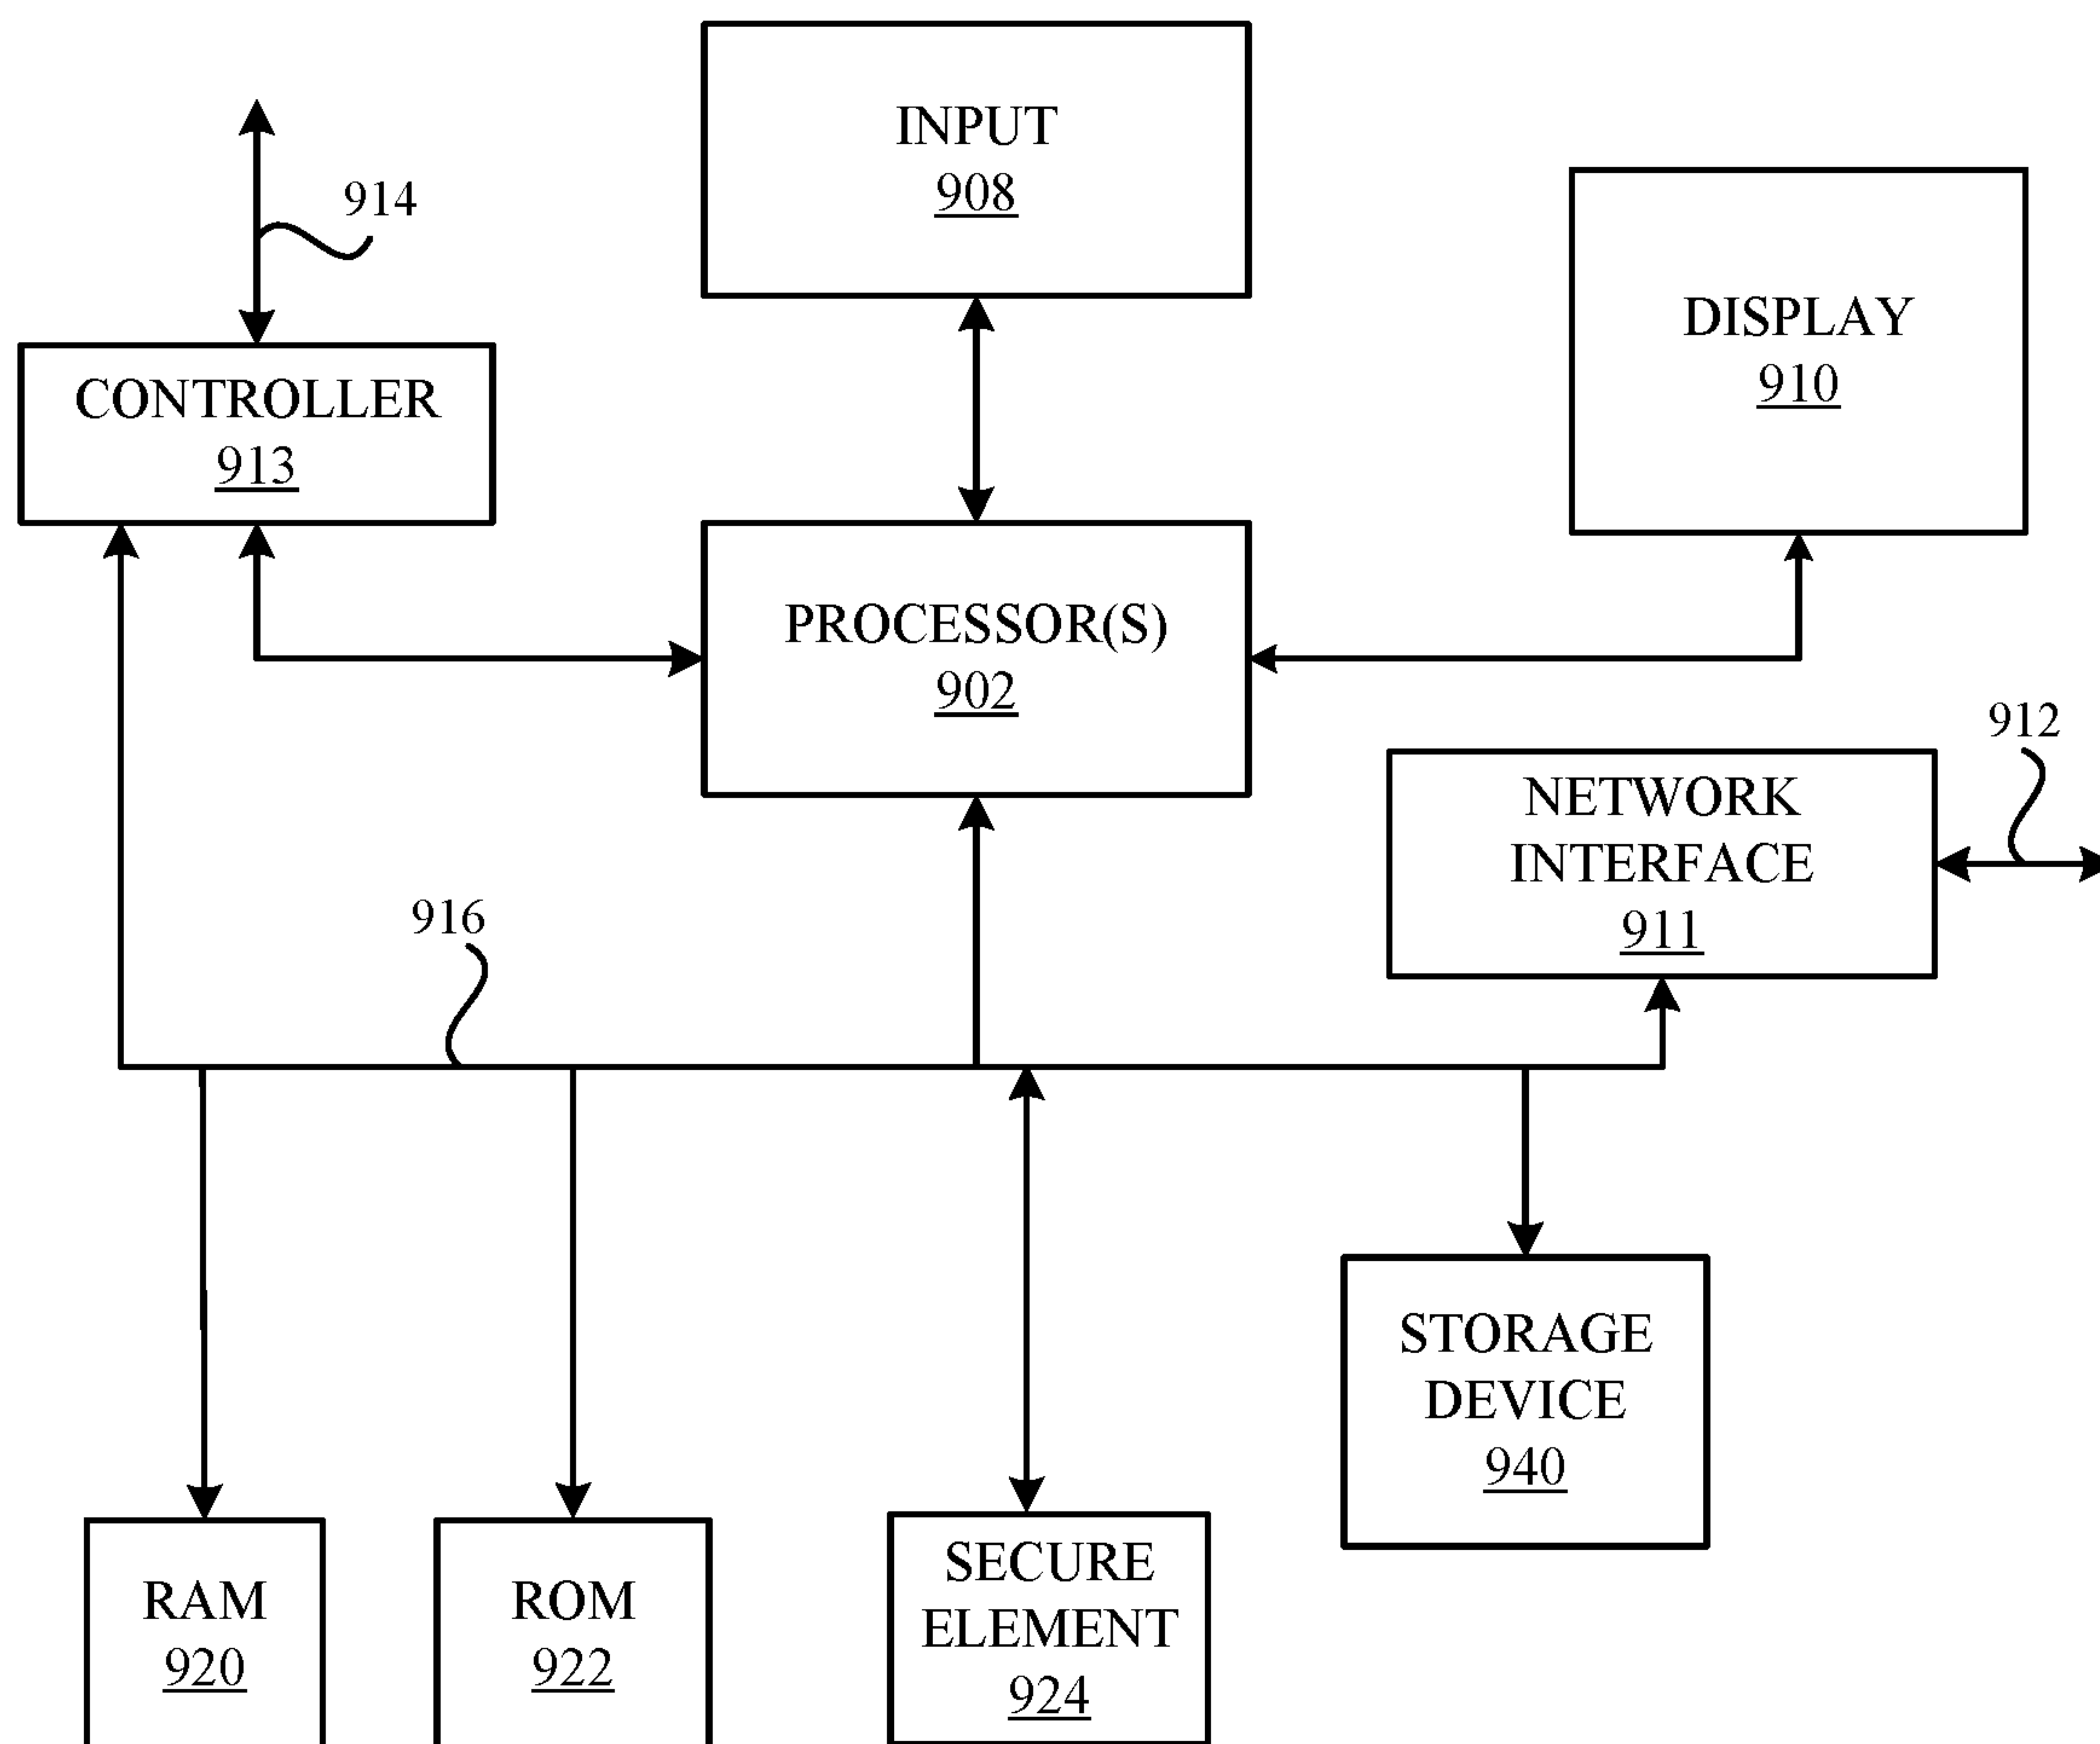 INPUT
908
914
DISPLAY
910
CONTROLLER
913
PROCESSOR(S)
902
912
NETWORK
INTERFACE
911
916
STORAGE
DEVICE
940
RAM
920
ROM
922
SECURE
ELEMENT
924